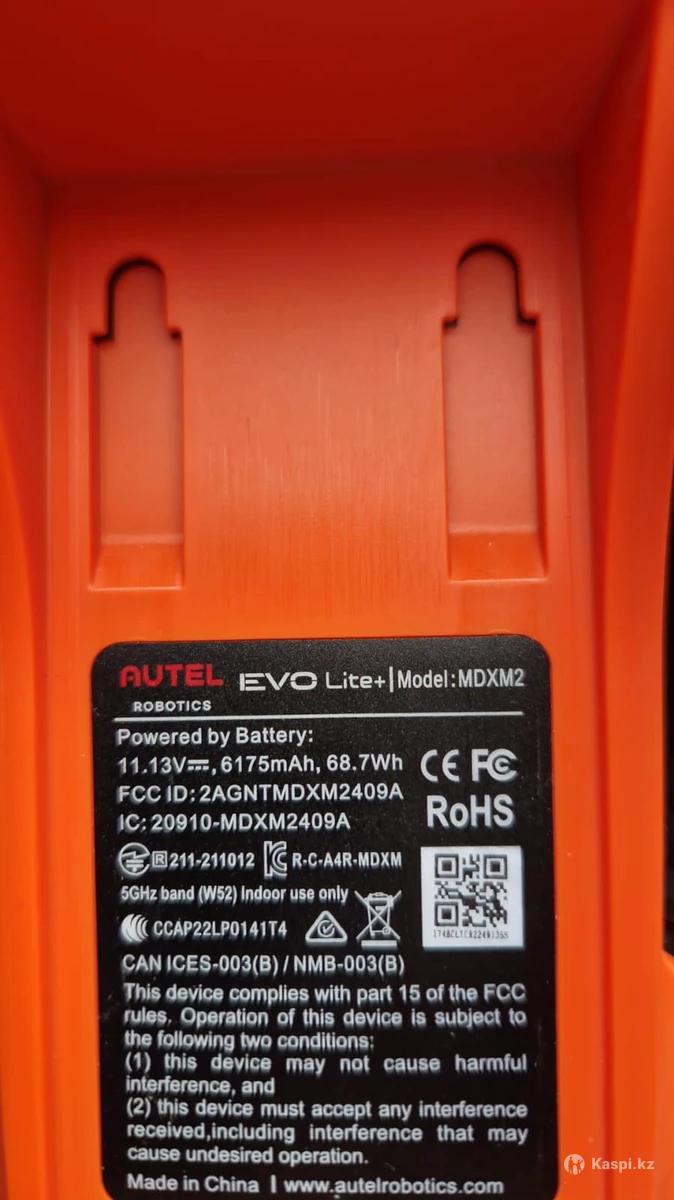 AUTEL
ROBOTICS
EVO Lite+ | Model: MDXM2
Powered by Battery:
11.13V⎓, 6175mAh, 68.7Wh
FCC ID: 2AGNTMDXM2409A
IC: 20910-MDXM2409A
CE FC
RoHS
R 211-211012 R-C-A4R-MDXM
5GHz band (W52) Indoor use only
CCAP22LP0141T4
CAN ICES-003(B) / NMB-003(B)
This device complies with part 15 of the FCC
rules. Operation of this device is subject to
the following two conditions:
(1) this device may not cause harmful
interference, and
(2) this device must accept any interference
received,including interference that may
cause undesired operation.
Made in China | www.autelrobotics.com
Kaspi.kz